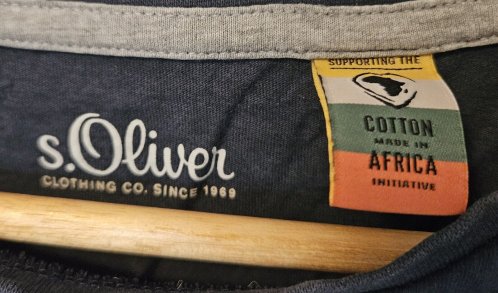 s.Oliver
CLOTHING CO. SINCE 1969
SUPPORTING THE
COTTON
MADE IN
AFRICA
INITIATIVE